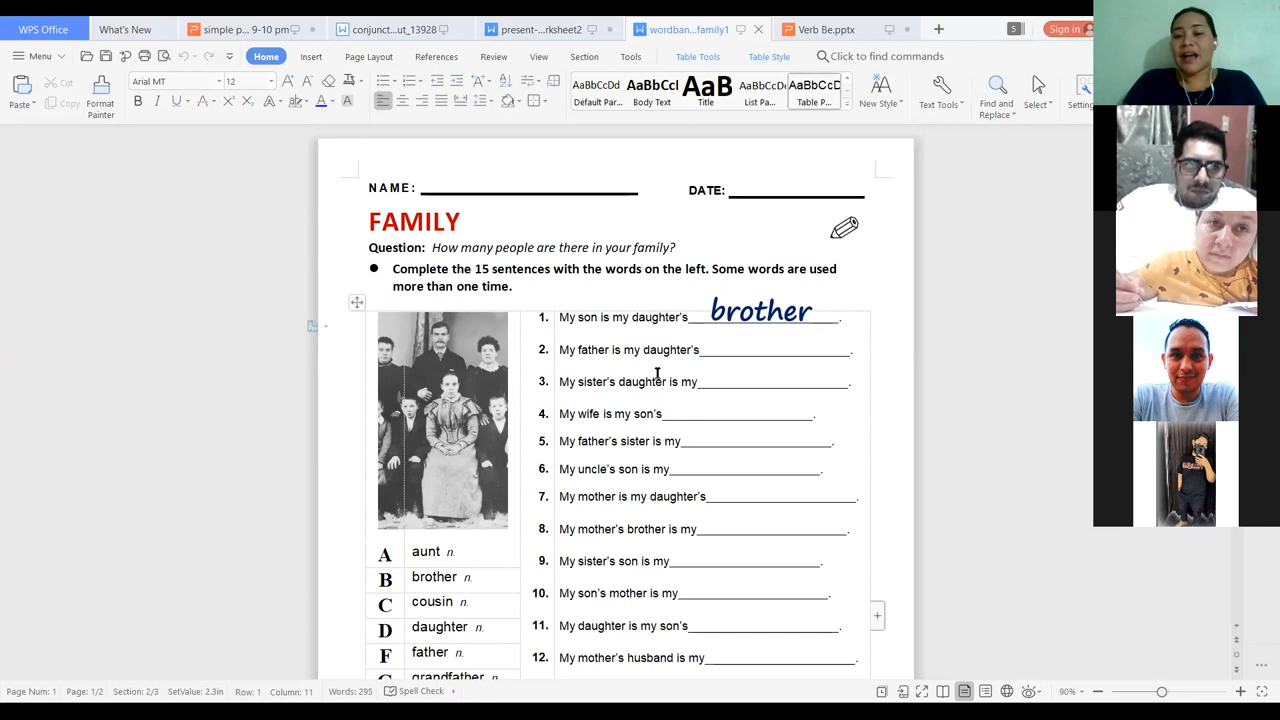 WPS Office What's New simple p...9-10 pm conjunct...ut_13928 present-...rksheet2 wordban...family1 Verb Be.pptx 5 Sign in
Menu Home Insert Page Layout References Review View Section Tools Table Tools Table Style Click to find commands
Paste Cut Copy Format Painter Arial MT 12 AaBbCcDd Default Par... AaBbCcI Body Text AaB Title AaBbCcDc List Pa... AaBbCcD Table P... New Style Text Tools Find and Replace Select Setting
NAME: DATE:
FAMILY
Question: How many people are there in your family?
Complete the 15 sentences with the words on the left. Some words are used
more than one time.
1. My son is my daughter's brother.
2. My father is my daughter's.
3. My sister's daughter is my.
4. My wife is my son's.
5. My father's sister is my.
6. My uncle's son is my.
7. My mother is my daughter's.
8. My mother's brother is my.
9. My sister's son is my.
10. My son's mother is my.
11. My daughter is my son's.
12. My mother's husband is my.
A aunt n.
B brother n.
C cousin n.
D daughter n.
F father n.
G grandfather n.
Page Num: 1 Page: 1/2 Section: 2/3 SetValue: 2.3in Row: 1 Column: 11 Words: 295 Spell Check 90%